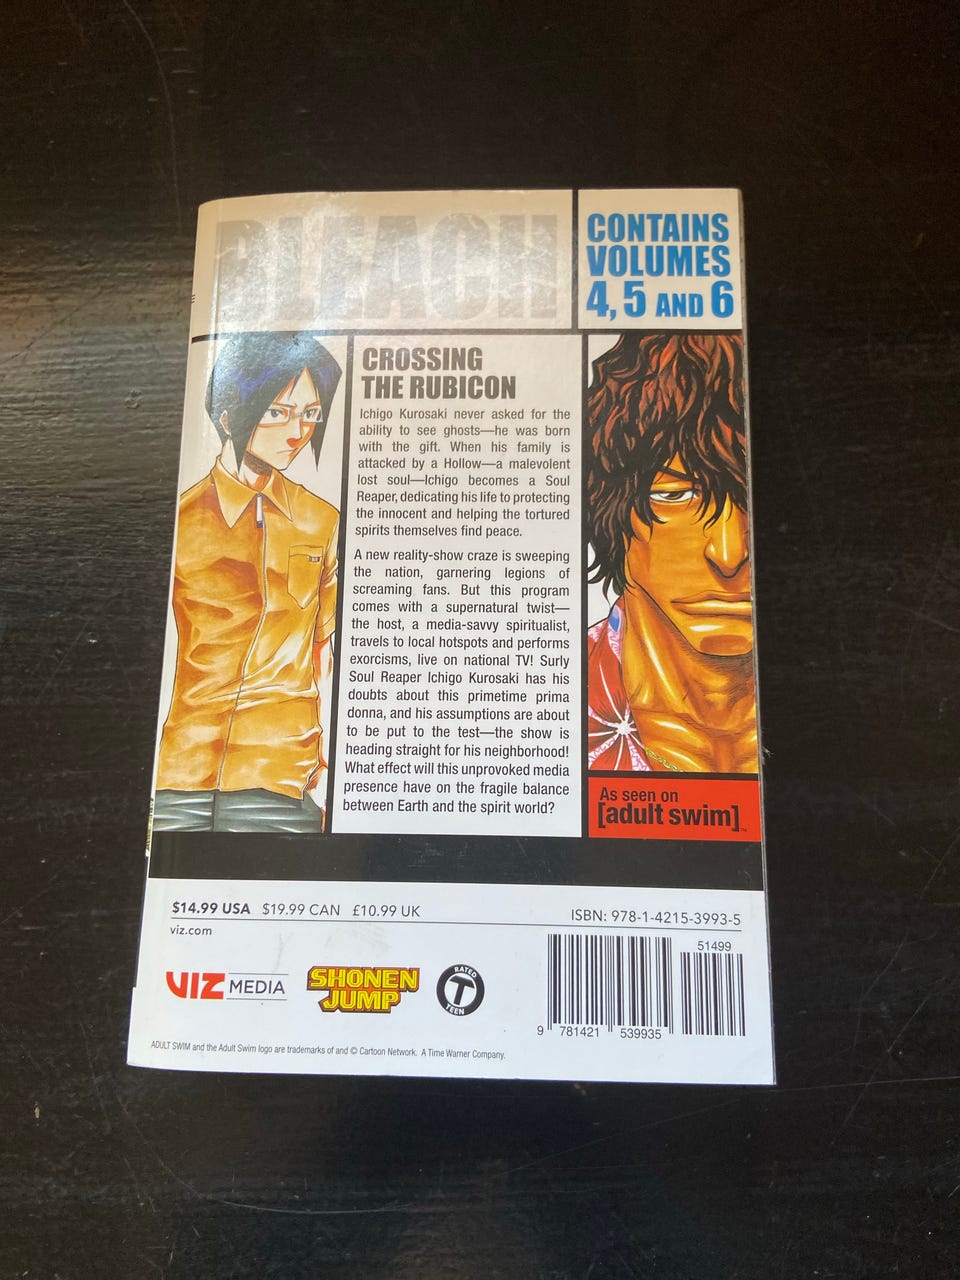 BLEACH
CONTAINS
VOLUMES
4, 5 AND 6
CROSSING
THE RUBICON
Ichigo Kurosaki never asked for the
ability to see ghosts—he was born
with the gift. When his family is
attacked by a Hollow—a malevolent
lost soul—Ichigo becomes a Soul
Reaper, dedicating his life to protecting
the innocent and helping the tortured
spirits themselves find peace.
A new reality-show craze is sweeping
the nation, garnering legions of
screaming fans. But this program
comes with a supernatural twist—
the host, a media-savvy spiritualist,
travels to local hotspots and performs
exorcisms, live on national TV! Surly
Soul Reaper Ichigo Kurosaki has his
doubts about this primetime prima
donna, and his assumptions are about
to be put to the test—the show is
heading straight for his neighborhood!
What effect will this unprovoked media
presence have on the fragile balance
between Earth and the spirit world?
As seen on
[adult swim]™
$14.99 USA $19.99 CAN £10.99 UK
viz.com
ISBN: 978-1-4215-3993-5
51499
9 781421 539935
VIZ MEDIA
SHONEN
JUMP
RATED
T
TEEN
ADULT SWIM and the Adult Swim logo are trademarks of and © Cartoon Network. A Time Warner Company.